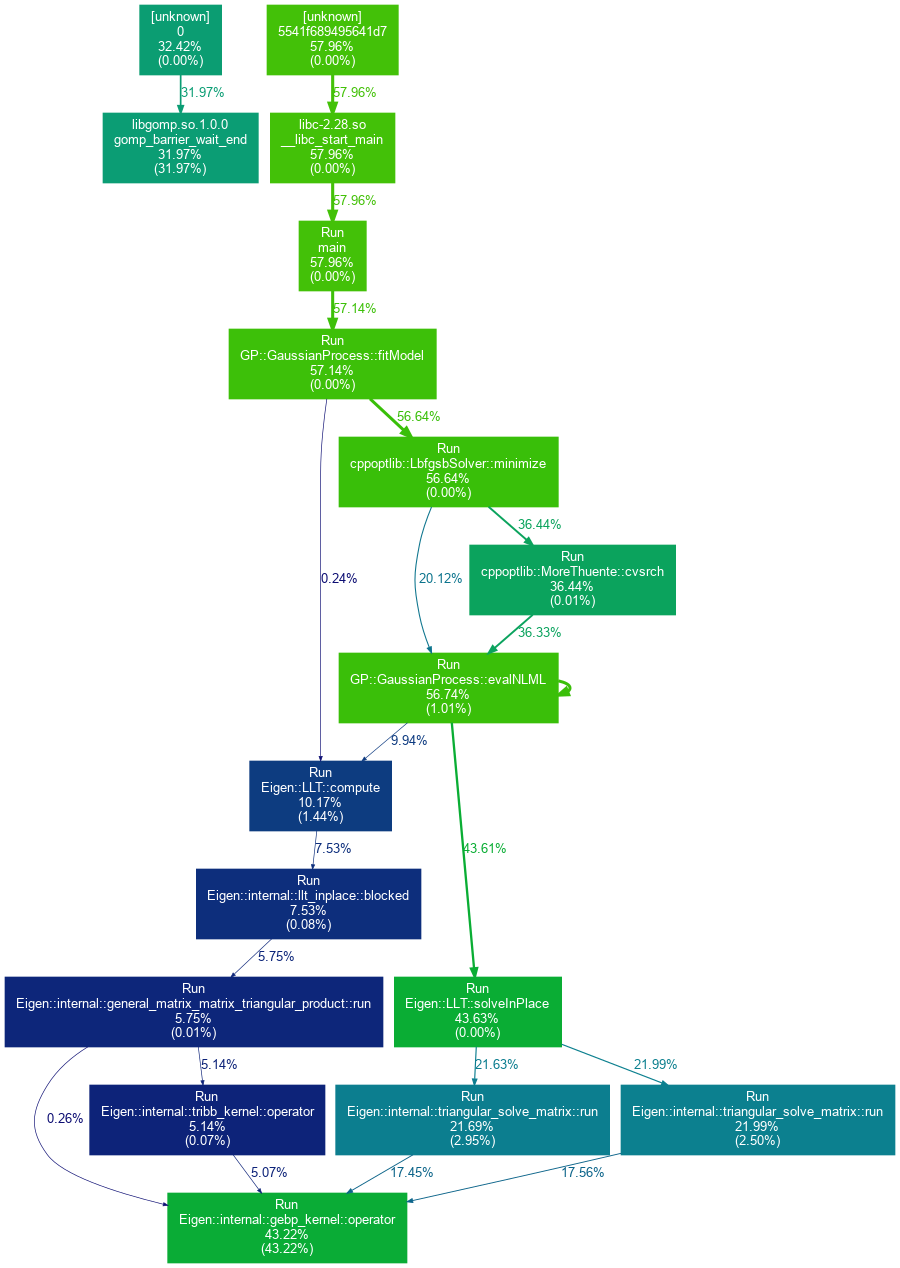 [unknown]
0
32.42%
(0.00%)
[unknown]
5541f689495641d7
57.96%
(0.00%)
31.97%
57.96%
libgomp.so.1.0.0
gomp_barrier_wait_end
31.97%
(31.97%)
libc-2.28.so
__libc_start_main
57.96%
(0.00%)
57.96%
Run
main
57.96%
(0.00%)
57.14%
Run
GP::GaussianProcess::fitModel
57.14%
(0.00%)
56.64%
Run
cppoptlib::LbfgsbSolver::minimize
56.64%
(0.00%)
36.44%
0.24%
20.12%
Run
cppoptlib::MoreThuente::cvsrch
36.44%
(0.01%)
36.33%
Run
GP::GaussianProcess::evalNLML
56.74%
(1.01%)
9.94%
Run
Eigen::LLT::compute
10.17%
(1.44%)
7.53%
43.61%
Run
Eigen::internal::llt_inplace::blocked
7.53%
(0.08%)
5.75%
Run
Eigen::internal::general_matrix_matrix_triangular_product::run
5.75%
(0.01%)
Run
Eigen::LLT::solveInPlace
43.63%
(0.00%)
5.14%
21.63%
21.99%
0.26%
Run
Eigen::internal::tribb_kernel::operator
5.14%
(0.07%)
Run
Eigen::internal::triangular_solve_matrix::run
21.69%
(2.95%)
Run
Eigen::internal::triangular_solve_matrix::run
21.99%
(2.50%)
5.07%
17.45%
17.56%
Run
Eigen::internal::gebp_kernel::operator
43.22%
(43.22%)